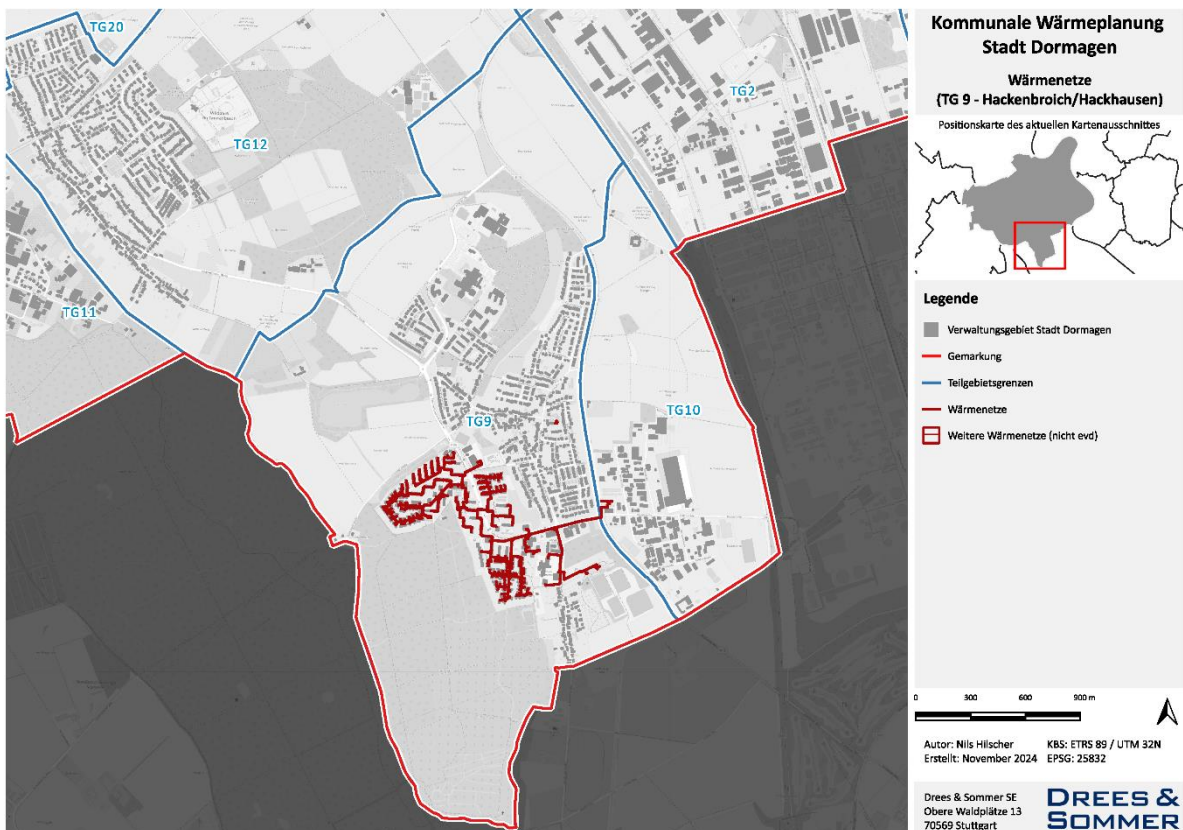 TG20
TG12
TG2
TG11
TG9
TG10
Kommunale Wärmeplanung
Stadt Dormagen
Wärmenetze
(TG 9 - Hackenbroich/Hackhausen)
Positionskarte des aktuellen Kartenausschnittes
Legende
Verwaltungsgebiet Stadt Dormagen
Gemarkung
Teilgebietsgrenzen
Wärmenetze
Weitere Wärmenetze (nicht evd)
0 300 600 900 m
Autor: Nils Hilscher KBS: ETRS 89 / UTM 32N
Erstellt: November 2024 EPSG: 25832
Drees & Sommer SE
Obere Waldplätze 13
70569 Stuttgart
DREES &
SOMMER